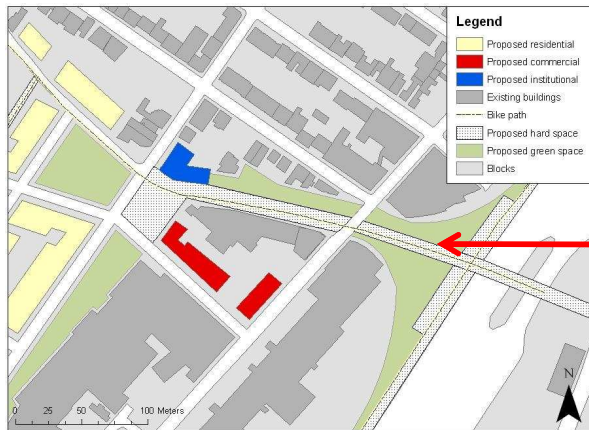 Legend
Proposed residential
Proposed commercial
Proposed institutional
Existing buildings
Bike path
Proposed hard space
Proposed green space
Blocks
N
0 25 50 100 Meters